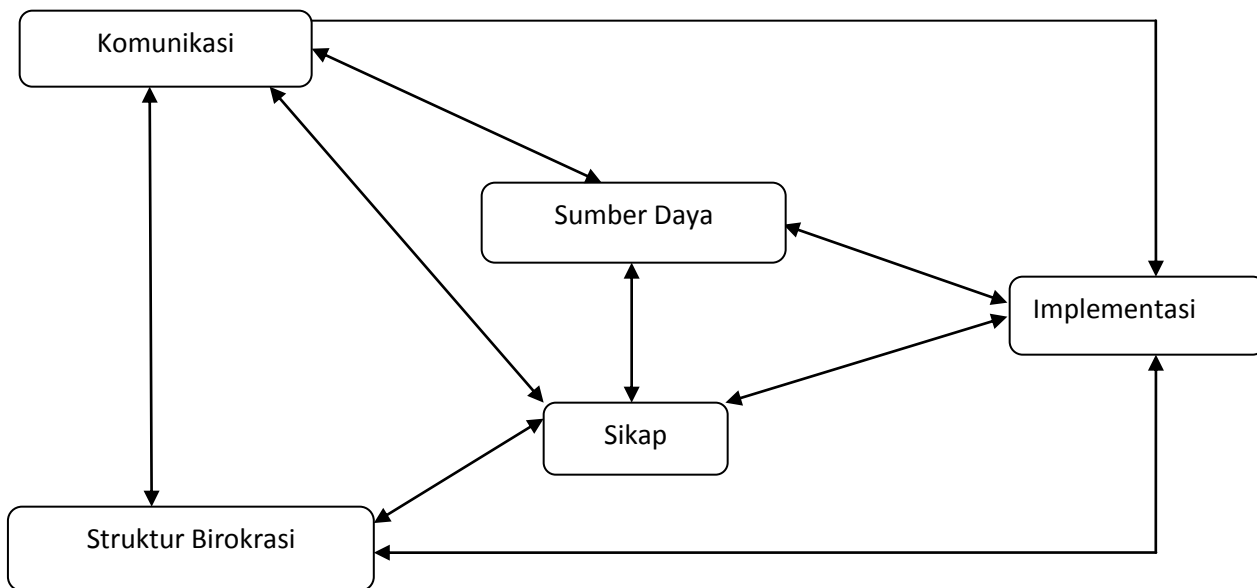 Komunikasi
Sumber Daya
Implementasi
Sikap
Struktur Birokrasi